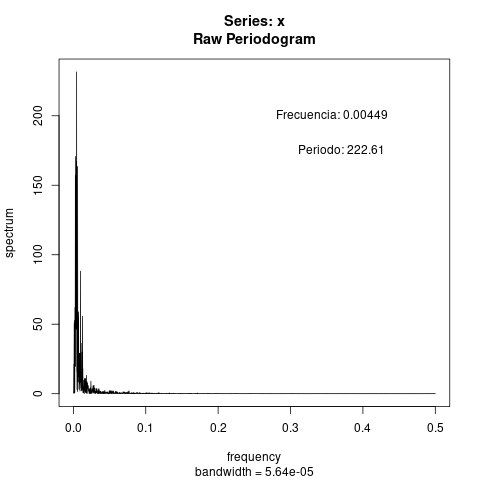 Series: x
Raw Periodogram
Frecuencia: 0.00449
Periodo: 222.61
spectrum
200
150
100
50
0
0.0 0.1 0.2 0.3 0.4 0.5
frequency
bandwidth = 5.64e-05